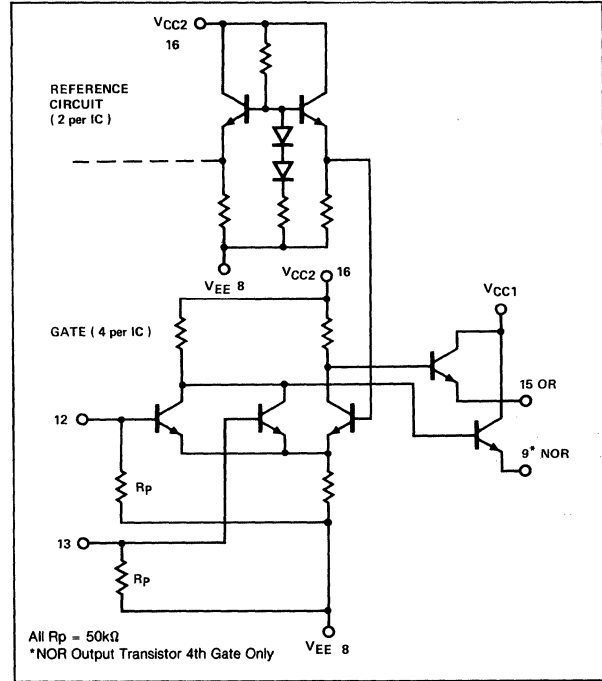 VCC2
16
REFERENCE
CIRCUIT
( 2 per IC )
VEE 8
VCC2 16
VCC1
GATE ( 4 per IC )
15 OR
12
9* NOR
RP
13
RP
VEE 8
All Rp = 50kΩ
*NOR Output Transistor 4th Gate Only